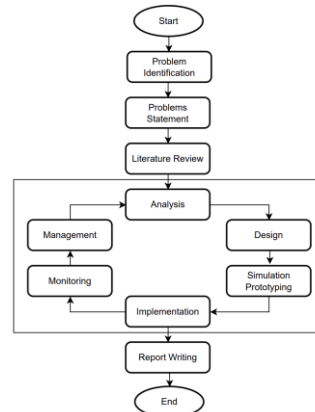 Start
Problem
Identification
Problems
Statement
Literature Review
Analysis
Management
Design
Monitoring
Simulation
Prototyping
Implementation
Report Writing
End